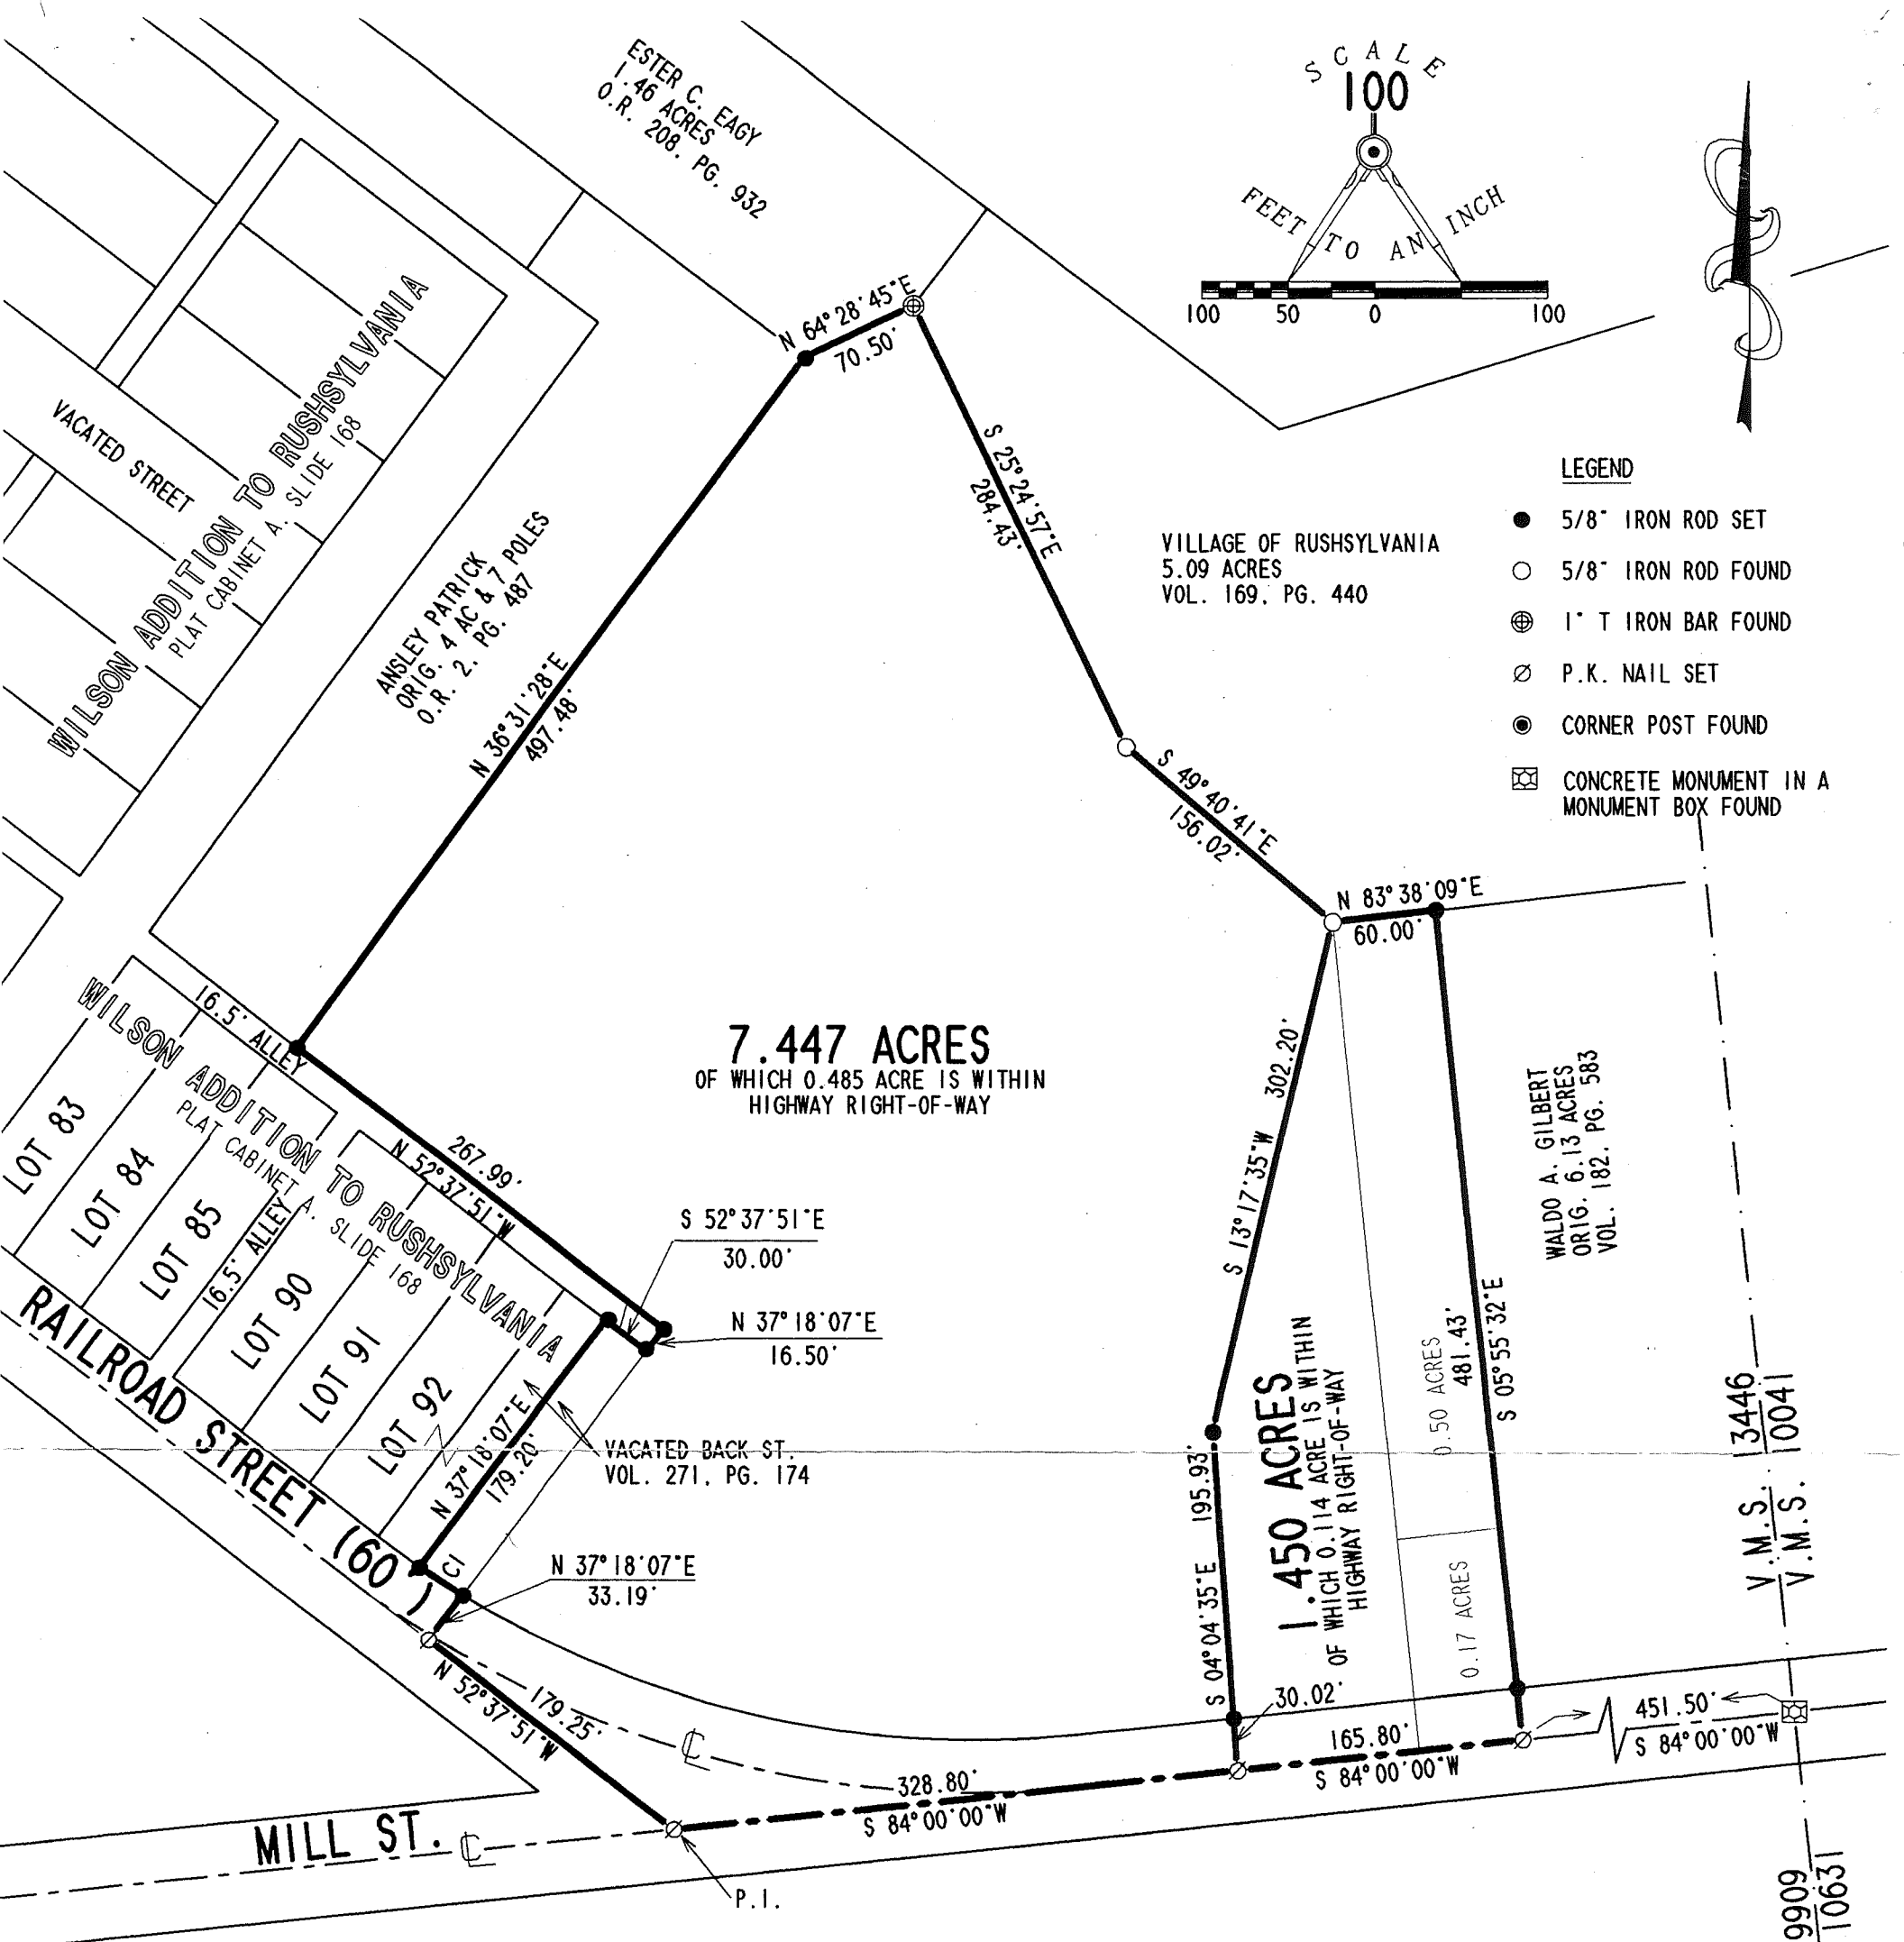 ESTER C. EAGY
1.46 ACRES
O.R. 208, PG. 932
SCALE
100
FEET TO AN INCH
100 50 0 100
N 64°28'45"E
70.50'
S 25°24'57"E
284.43'
VILLAGE OF RUSHSYLVANIA
5.09 ACRES
VOL. 169, PG. 440
LEGEND
5/8" IRON ROD SET
5/8" IRON ROD FOUND
1" T IRON BAR FOUND
P.K. NAIL SET
CORNER POST FOUND
CONCRETE MONUMENT IN A
MONUMENT BOX FOUND
VACATED STREET
WILSON ADDITION TO RUSHSYLVANIA
PLAT CABINET A, SLIDE 168
ANSLEY PATRICK
ORIG. 4 AC & 7 POLES
O.R. 2, PG. 487
N 36°31'28"E
497.48'
S 49°40'41"E
156.02'
N 83°38'09"E
60.00'
16.5' ALLEY
WILSON ADDITION TO RUSHSYLVANIA
PLAT CABINET A, SLIDE 168
LOT 83
LOT 84
LOT 85
16.5' ALLEY
LOT 90
LOT 91
LOT 92
7.447 ACRES
OF WHICH 0.485 ACRE IS WITHIN
HIGHWAY RIGHT-OF-WAY
267.99'
N 52°37'51"W
S 52°37'51"E
30.00'
N 37°18'07"E
16.50'
N 37°18'07"E
179.20'
VACATED BACK ST.
VOL. 271, PG. 174
C1
N 37°18'07"E
33.19'
RAILROAD STREET (60')
N 52°37'51"W
179.25'
302.20'
S 13°17'35"W
195.93'
S 04°04'35"E
1.450 ACRES
OF WHICH 0.114 ACRE IS WITHIN
HIGHWAY RIGHT-OF-WAY
0.50 ACRES
481.43'
S 05°55'32"E
0.17 ACRES
WALDO A. GILBERT
ORIG. 6.13 ACRES
VOL. 182, PG. 583
V.M.S. 13446
V.M.S. 10041
30.02'
165.80'
S 84°00'00"W
451.50'
S 84°00'00"W
328.80'
S 84°00'00"W
MILL ST.
P.I.
9909
10631